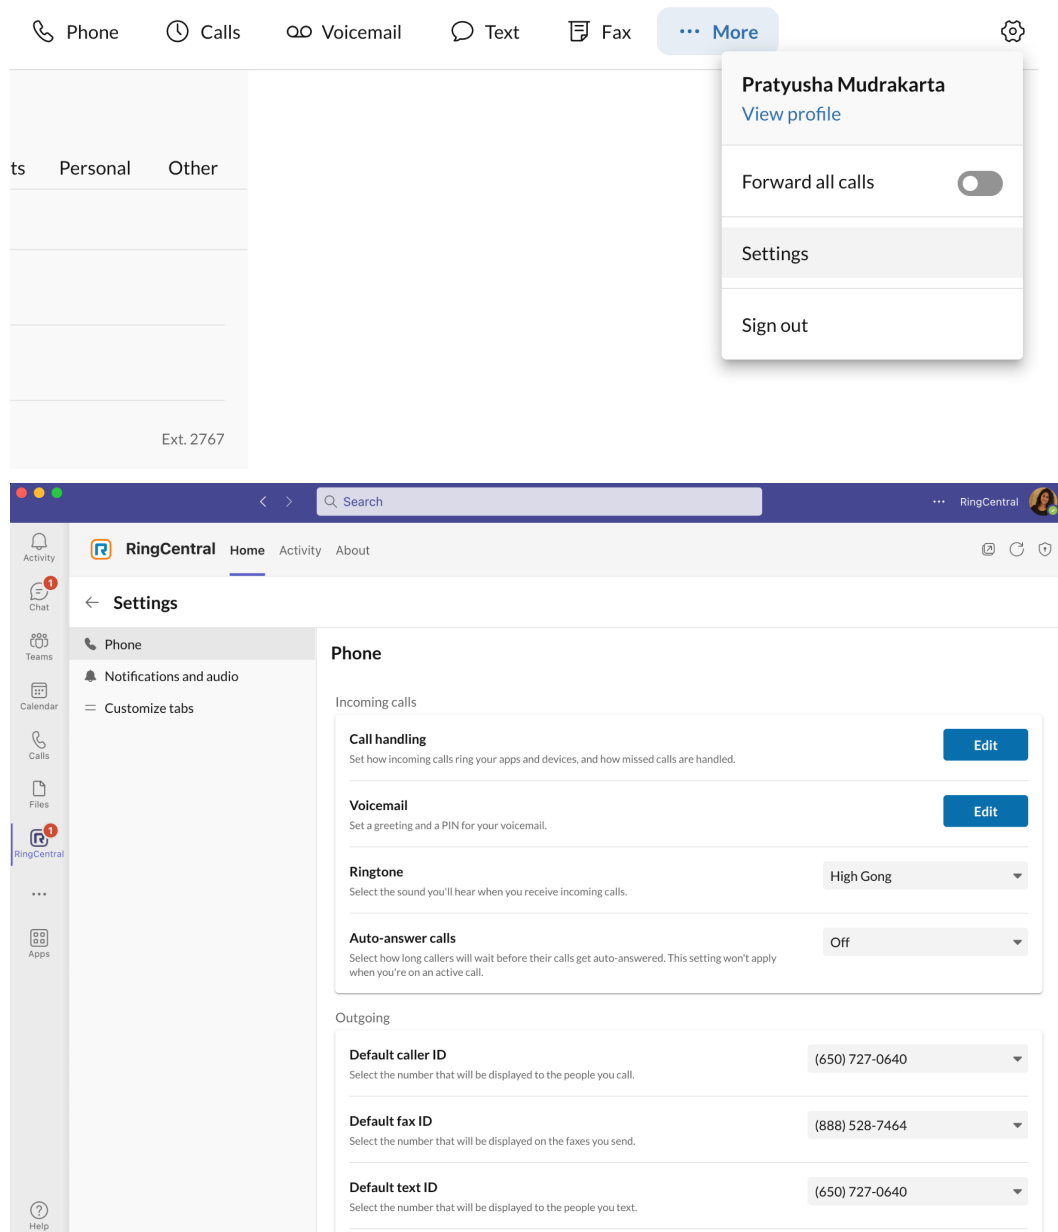 Phone Calls Voicemail Text Fax ••• More
Pratyusha Mudrakarta
View profile
ts Personal Other
Forward all calls
Settings
Sign out
Ext. 2767
Search
••• RingCentral
Activity
Chat
1
Teams
Calendar
Calls
Files
RingCentral
1
•••
Apps
Help
RingCentral Home Activity About
Settings
Phone
Notifications and audio
Customize tabs
Phone
Incoming calls
Call handling
Set how incoming calls ring your apps and devices, and how missed calls are handled.
Edit
Voicemail
Set a greeting and a PIN for your voicemail.
Edit
Ringtone
Select the sound you'll hear when you receive incoming calls.
High Gong
Auto-answer calls
Select how long callers will wait before their calls get auto-answered. This setting won't apply
when you're on an active call.
Off
Outgoing
Default caller ID
Select the number that will be displayed to the people you call.
(650) 727-0640
Default fax ID
Select the number that will be displayed on the faxes you send.
(888) 528-7464
Default text ID
Select the number that will be displayed to the people you text.
(650) 727-0640